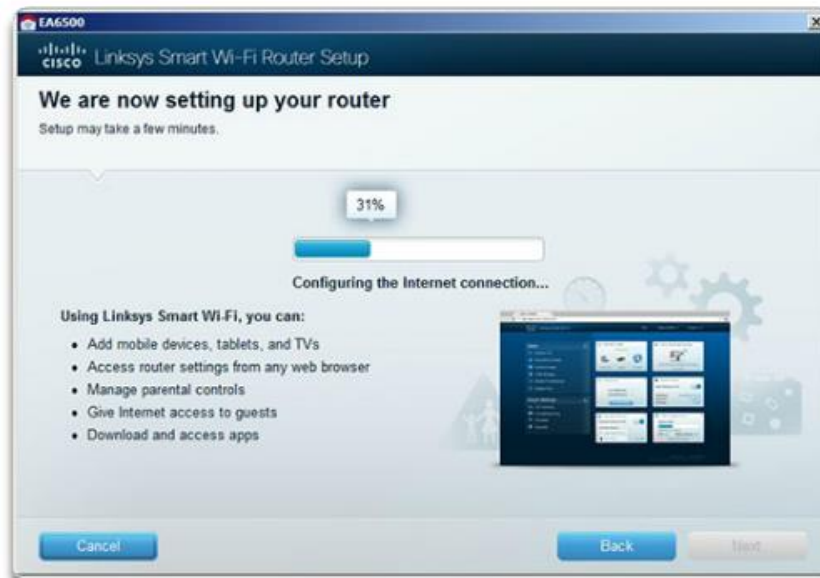 EA6500
CISCO Linksys Smart Wi-Fi Router Setup
We are now setting up your router
Setup may take a few minutes.
31%
Configuring the Internet connection...
Using Linksys Smart Wi-Fi, you can:
• Add mobile devices, tablets, and TVs
• Access router settings from any web browser
• Manage parental controls
• Give Internet access to guests
• Download and access apps
Cancel
Back
Next